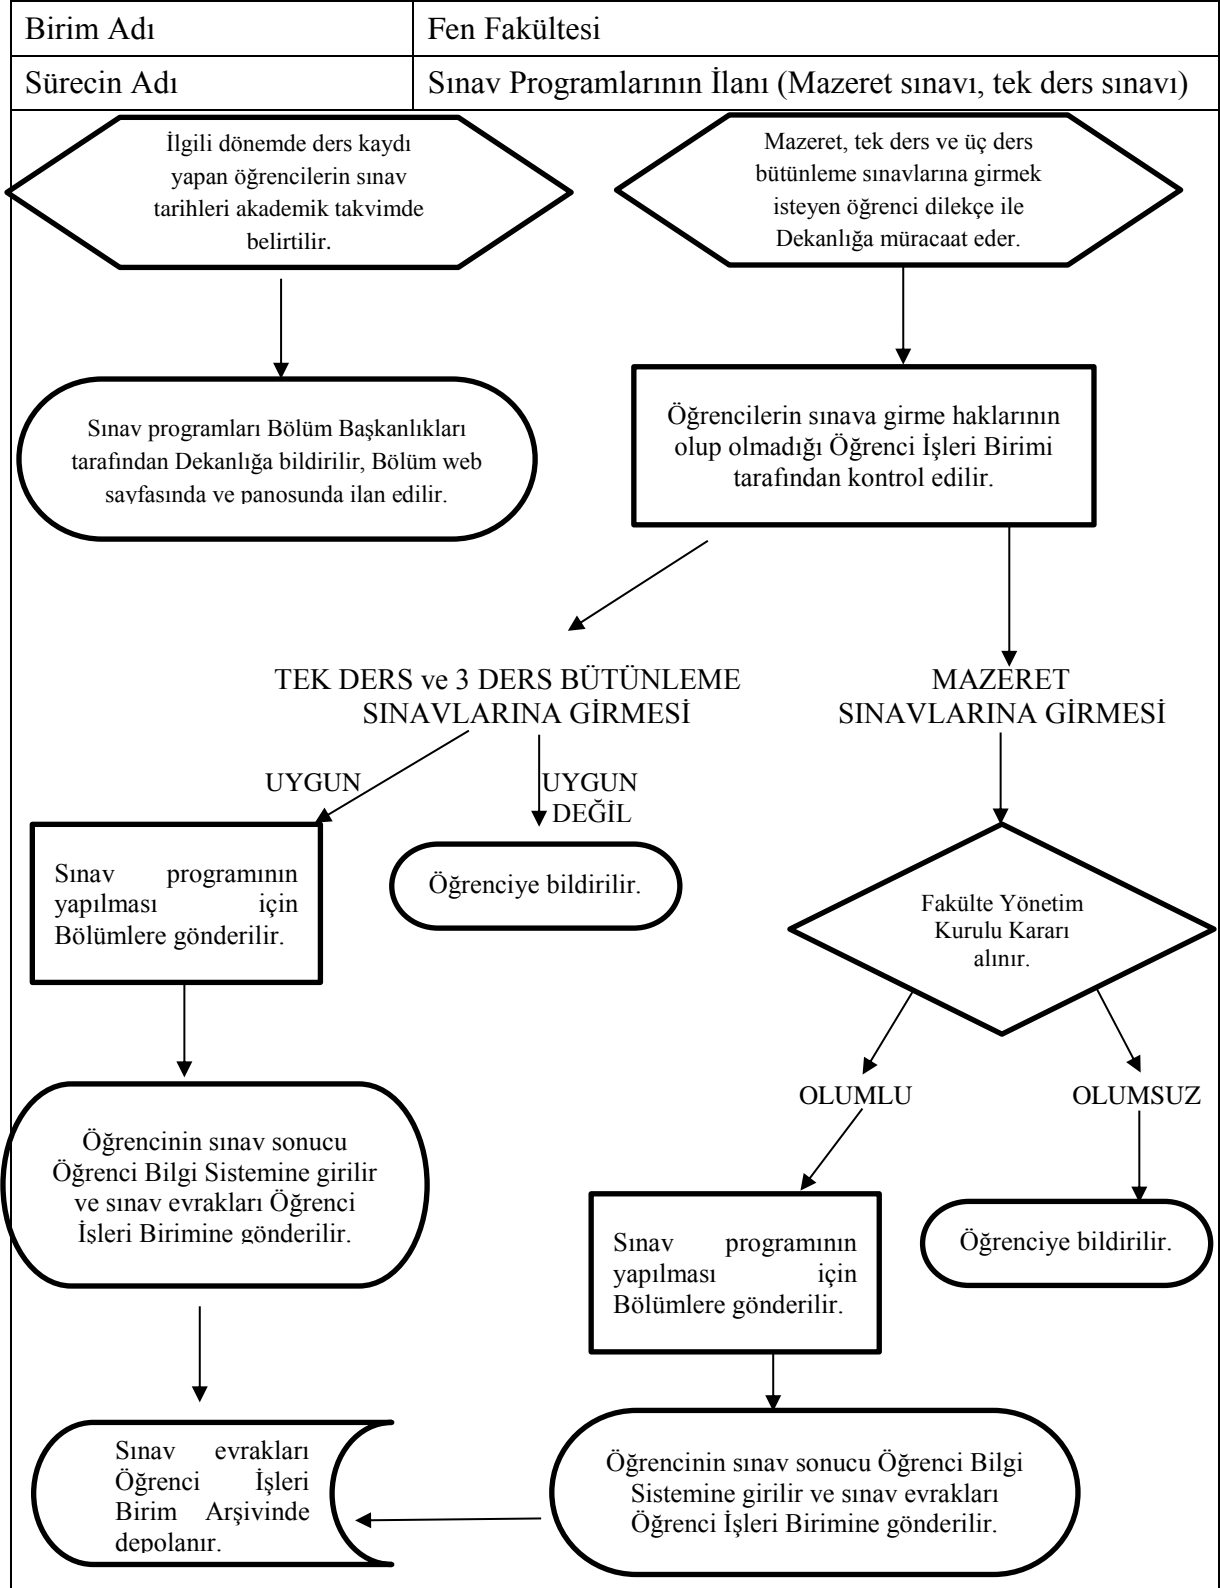 Birim Adı
Fen Fakültesi
Sürecin Adı
Sınav Programlarının İlanı (Mazeret sınavı, tek ders sınavı)
İlgili dönemde ders kaydı
yapan öğrencilerin sınav
tarihleri akademik takvimde
belirtilir.
Mazeret, tek ders ve üç ders
bütünleme sınavlarına girmek
isteyen öğrenci dilekçe ile
Dekanlığa müracaat eder.
Sınav programları Bölüm Başkanlıkları
tarafından Dekanlığa bildirilir, Bölüm web
sayfasında ve panosunda ilan edilir.
Öğrencilerin sınava girme haklarının
olup olmadığı Öğrenci İşleri Birimi
tarafından kontrol edilir.
TEK DERS ve 3 DERS BÜTÜNLEME
SINAVLARINA GİRMESİ
MAZERET
SINAVLARINA GİRMESİ
UYGUN
UYGUN
DEĞİL
Sınav programının
yapılması için
Bölümlere gönderilir.
Öğrenciye bildirilir.
Fakülte Yönetim
Kurulu Kararı
alınır.
OLUMLU
OLUMSUZ
Öğrencinin sınav sonucu
Öğrenci Bilgi Sistemine girilir
ve sınav evrakları Öğrenci
İşleri Birimine gönderilir.
Sınav programının
yapılması için
Bölümlere gönderilir.
Öğrenciye bildirilir.
Sınav evrakları
Öğrenci İşleri
Birim Arşivinde
depolanır.
Öğrencinin sınav sonucu Öğrenci Bilgi
Sistemine girilir ve sınav evrakları
Öğrenci İşleri Birimine gönderilir.